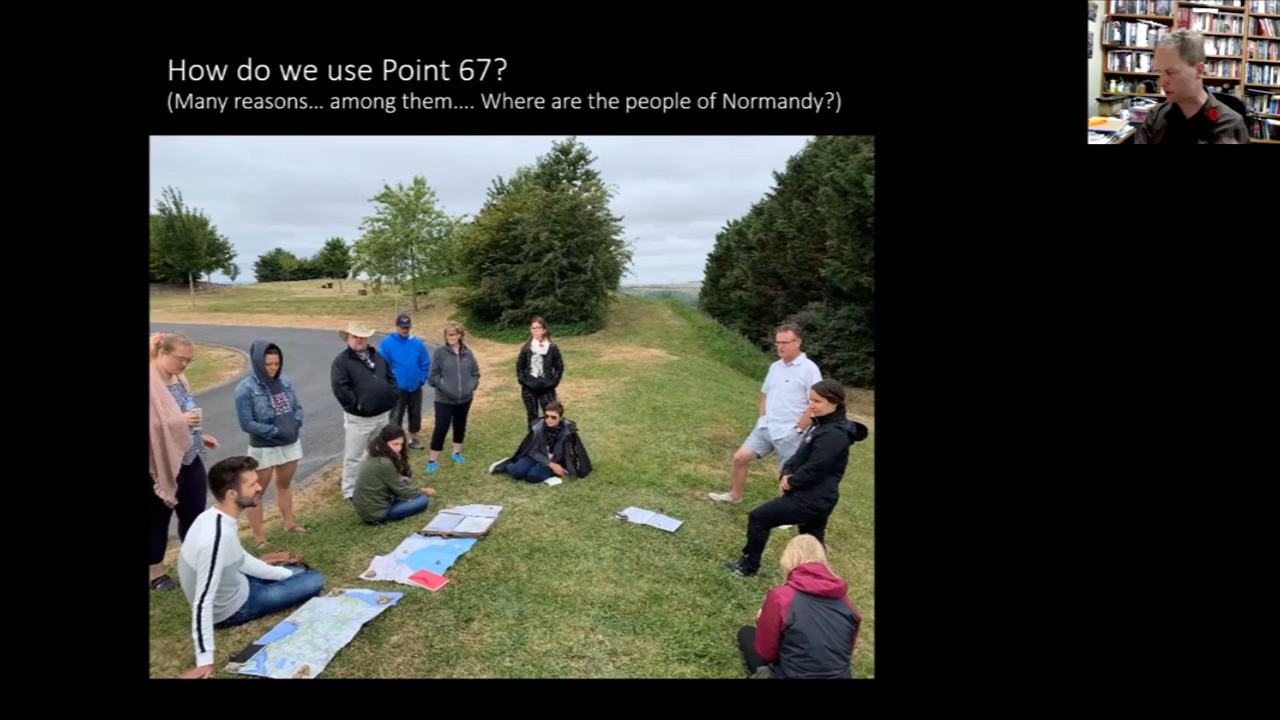 How do we use Point 67?
(Many reasons... among them.... Where are the people of Normandy?)